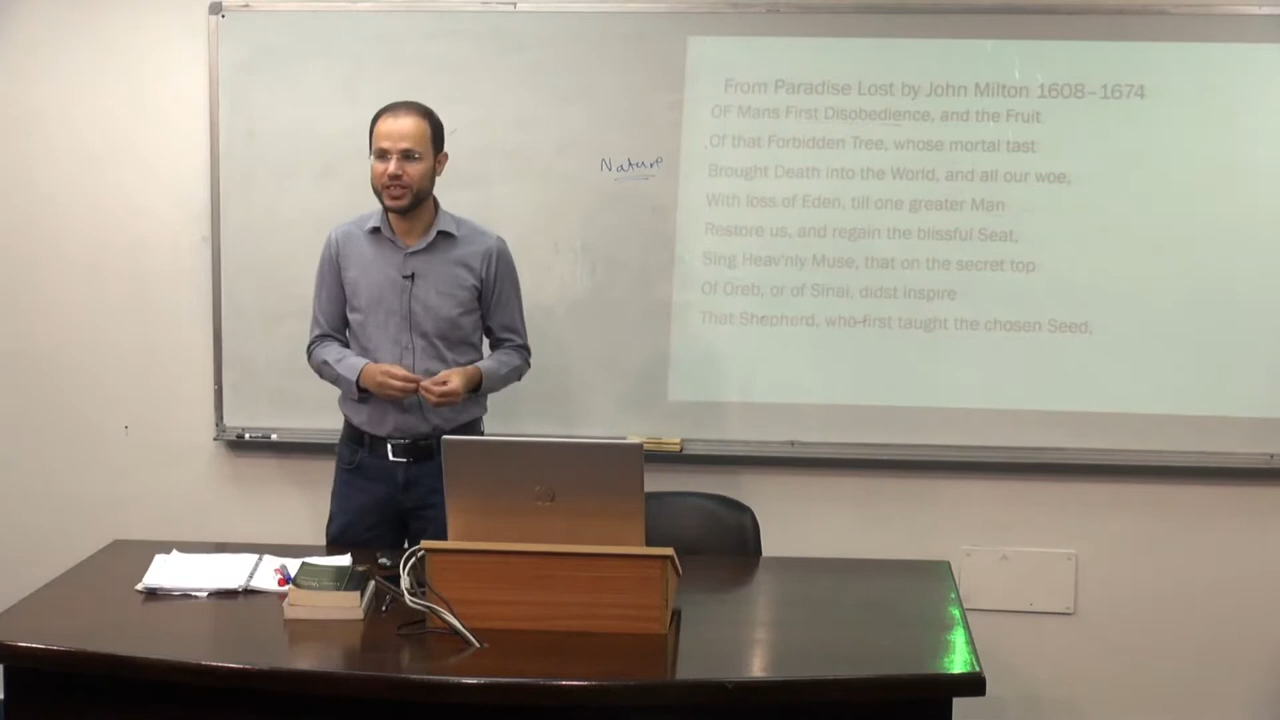 Nature
From Paradise Lost by John Milton 1608–1674
OF Mans First Disobedience, and the Fruit
Of that Forbidden Tree, whose mortal tast
Brought Death into the World, and all our woe,
With loss of Eden, till one greater Man
Restore us, and regain the blissful Seat,
Sing Heav'nly Muse, that on the secret top
Of Oreb, or of Sinai, didst inspire
That Shepherd, who first taught the chosen Seed,
hp